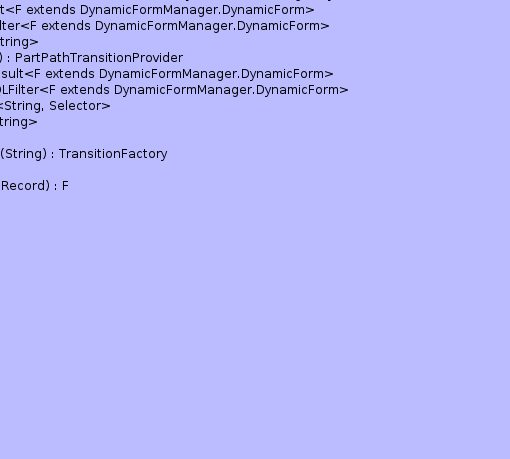 t<F extends DynamicFormManager.DynamicForm>
lter<F extends DynamicFormManager.DynamicForm>
tring>
) : PartPathTransitionProvider
sult<F extends DynamicFormManager.DynamicForm>
LFilter<F extends DynamicFormManager.DynamicForm>
<String, Selector>
tring>
(String) : TransitionFactory
Record) : F